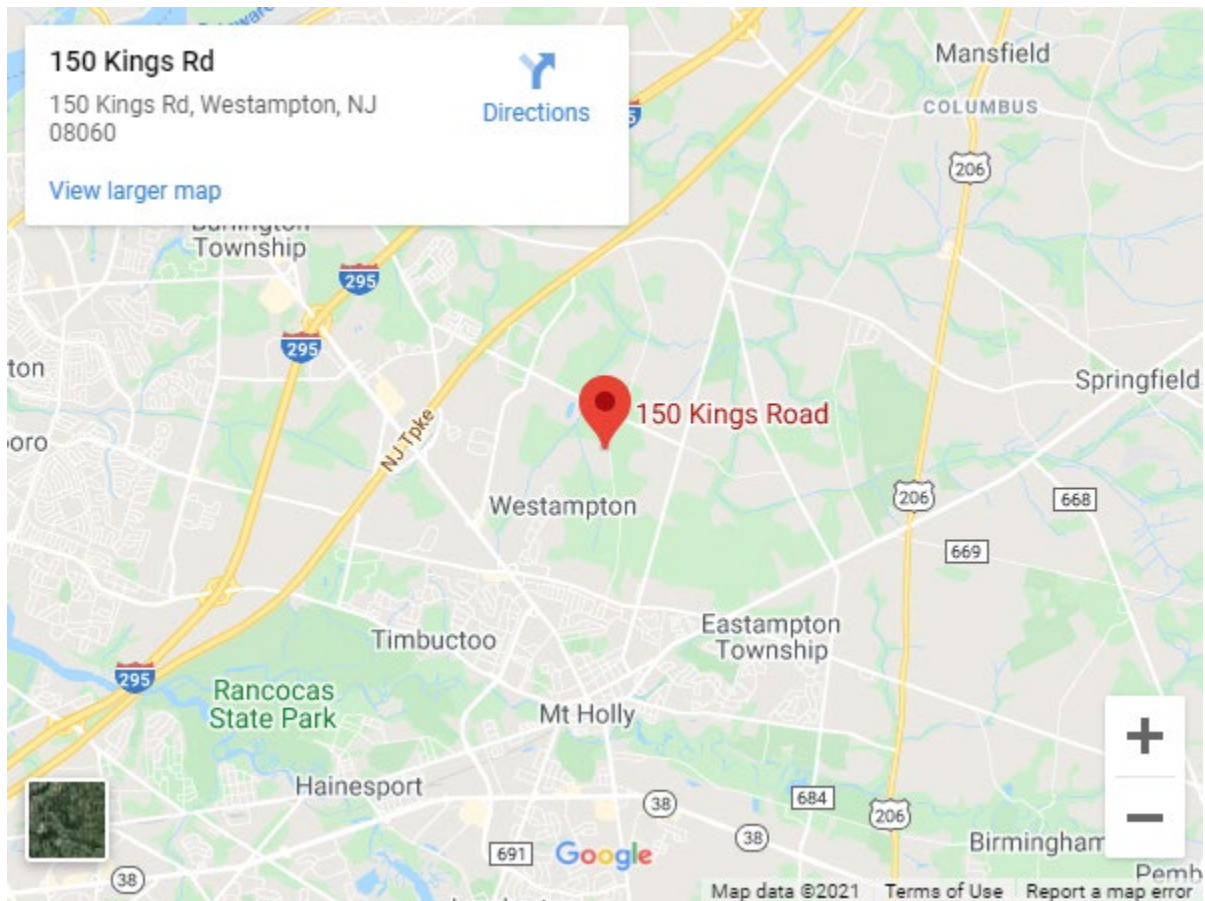 Delaware
150 Kings Rd
150 Kings Rd, Westampton, NJ
08060
Directions
View larger map
Mansfield
COLUMBUS
206
Burlington
Township
295
295
ton
oro
NJ Tpke
150 Kings Road
Springfield
Westampton
206
668
669
Timbuctoo
Eastampton
Township
295
Rancocas
State Park
Mt Holly
Hainesport
38
684
206
38
Birmingham
691
Google
38
Pemb
Map data ©2021
Terms of Use
Report a map error